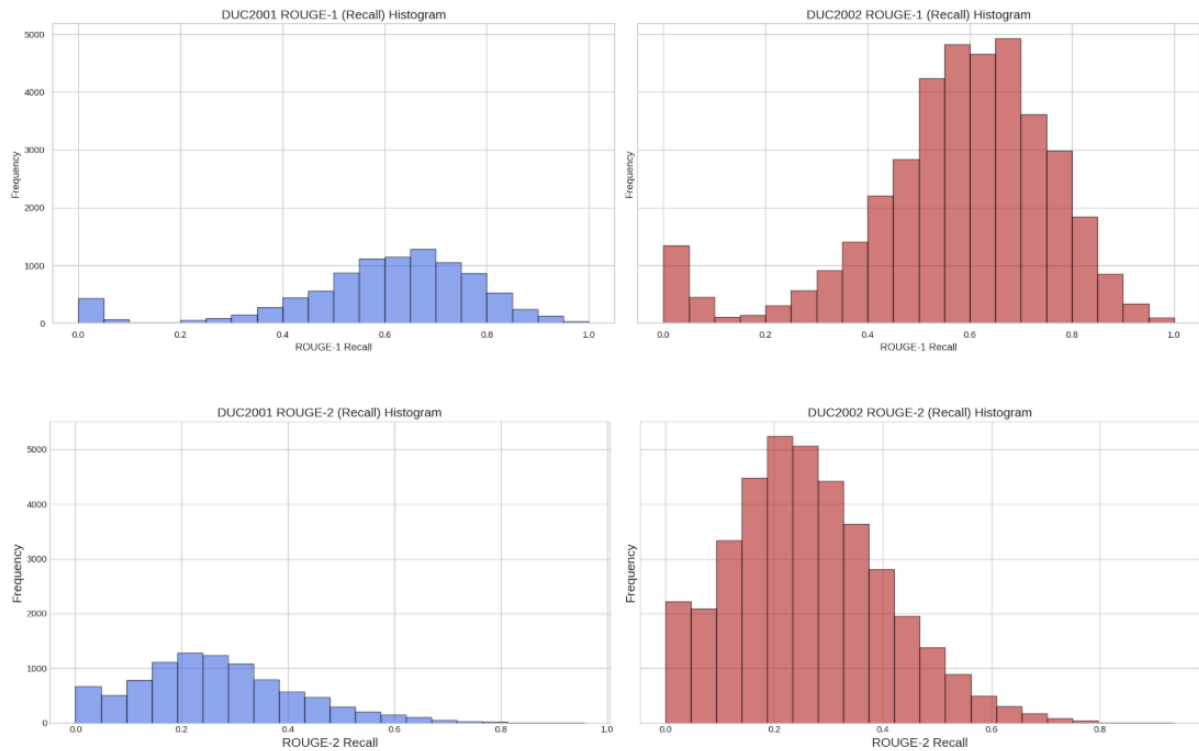 DUC2001 ROUGE-1 (Recall) Histogram
5000
4000
3000
2000
1000
0
Frequency
0.0 0.2 0.4 0.6 0.8 1.0
ROUGE-1 Recall
DUC2002 ROUGE-1 (Recall) Histogram
Frequency
0.0 0.2 0.4 0.6 0.8 1.0
ROUGE-1 Recall
DUC2001 ROUGE-2 (Recall) Histogram
5000
4000
3000
2000
1000
0
Frequency
0.0 0.2 0.4 0.6 0.8 1.0
ROUGE-2 Recall
DUC2002 ROUGE-2 (Recall) Histogram
Frequency
0.0 0.2 0.4 0.6 0.8
ROUGE-2 Recall